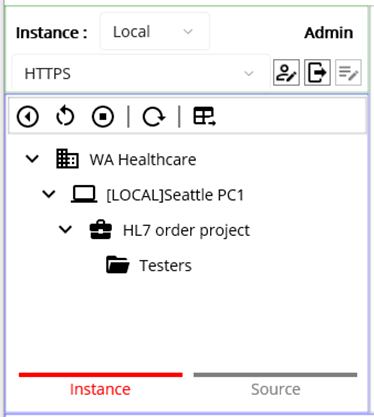 Instance : Local Admin
HTTPS
WA Healthcare
[LOCAL]Seattle PC1
HL7 order project
Testers
Instance Source